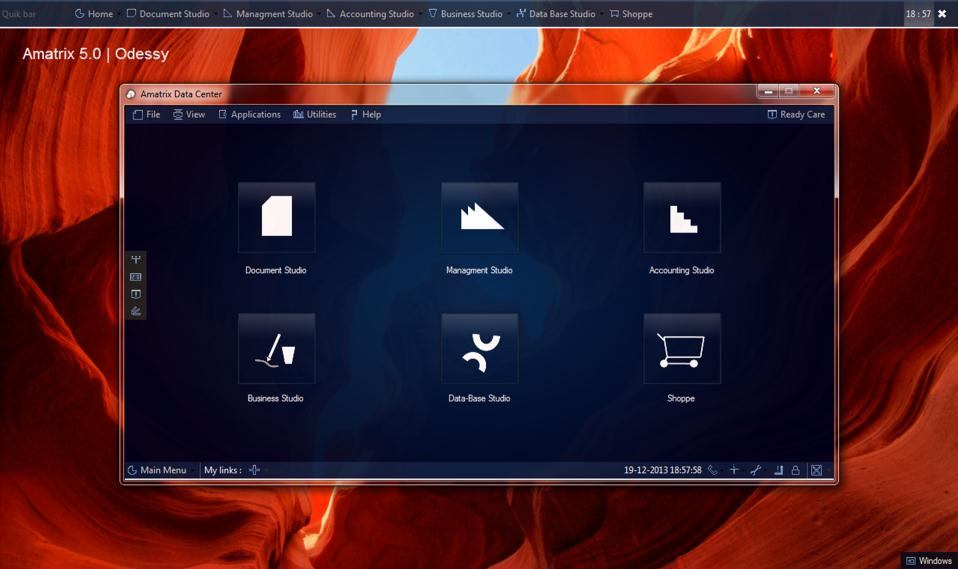 Quik bar Home Document Studio Managment Studio Accounting Studio Business Studio Data Base Studio Shoppe 18 : 57
Amatrix 5.0 | Odessy
Amatrix Data Center
File View Applications Utilities Help Ready Care
Document Studio Managment Studio Accounting Studio
Business Studio Data-Base Studio Shoppe
Main Menu My links : 19-12-2013 18:57:58
Windows